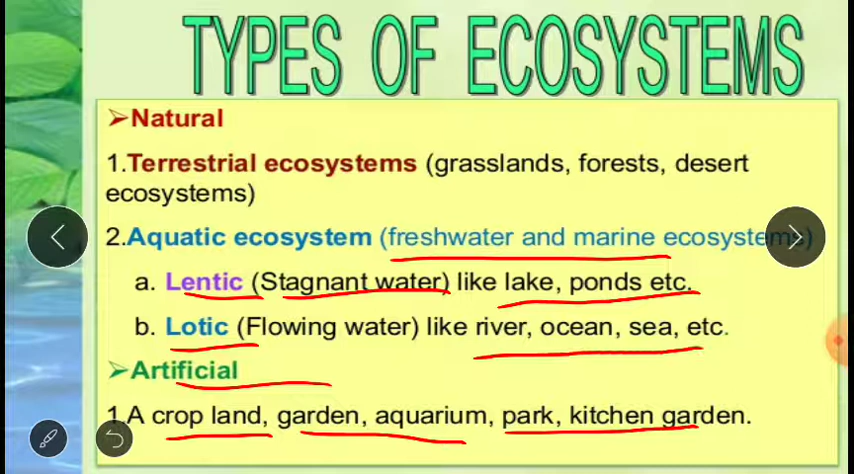 TYPES OF ECOSYSTEMS
➢Natural
1.Terrestrial ecosystems (grasslands, forests, desert
ecosystems)
2.Aquatic ecosystem (freshwater and marine ecosystems)
a. Lentic (Stagnant water) like lake, ponds etc.
b. Lotic (Flowing water) like river, ocean, sea, etc.
➢Artificial
1.A crop land, garden, aquarium, park, kitchen garden.